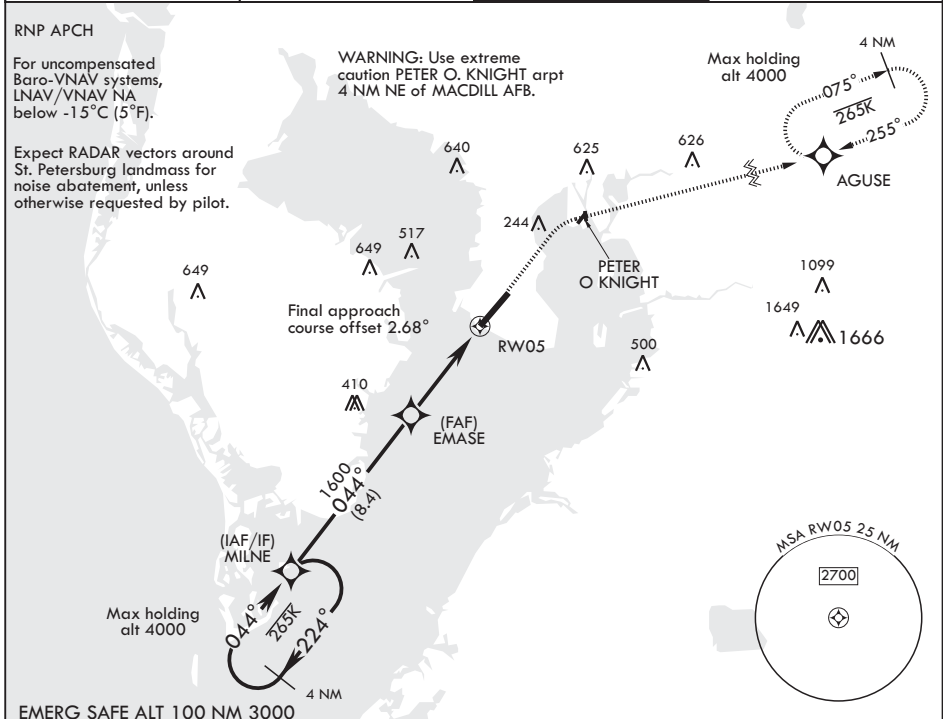 RNP APCH
For uncompensated
Baro-VNAV systems,
LNAV/VNAV NA
below -15°C (5°F).
Expect RADAR vectors around
St. Petersburg landmass for
noise abatement, unless
otherwise requested by pilot.
WARNING: Use extreme
caution PETER O. KNIGHT arpt
4 NM NE of MACDILL AFB.
Max holding
alt 4000
4 NM
075°
265K
255°
AGUSE
640
625
626
244
517
649
649
PETER
O KNIGHT
1099
1649
1666
Final approach
course offset 2.68°
RW05
500
410
(FAF)
EMASE
1600
044°
(8.4)
(IAF/IF)
MILNE
Max holding
alt 4000
044°
265K
224°
4 NM
MSA RW05 25 NM
2700
EMERG SAFE ALT 100 NM 3000